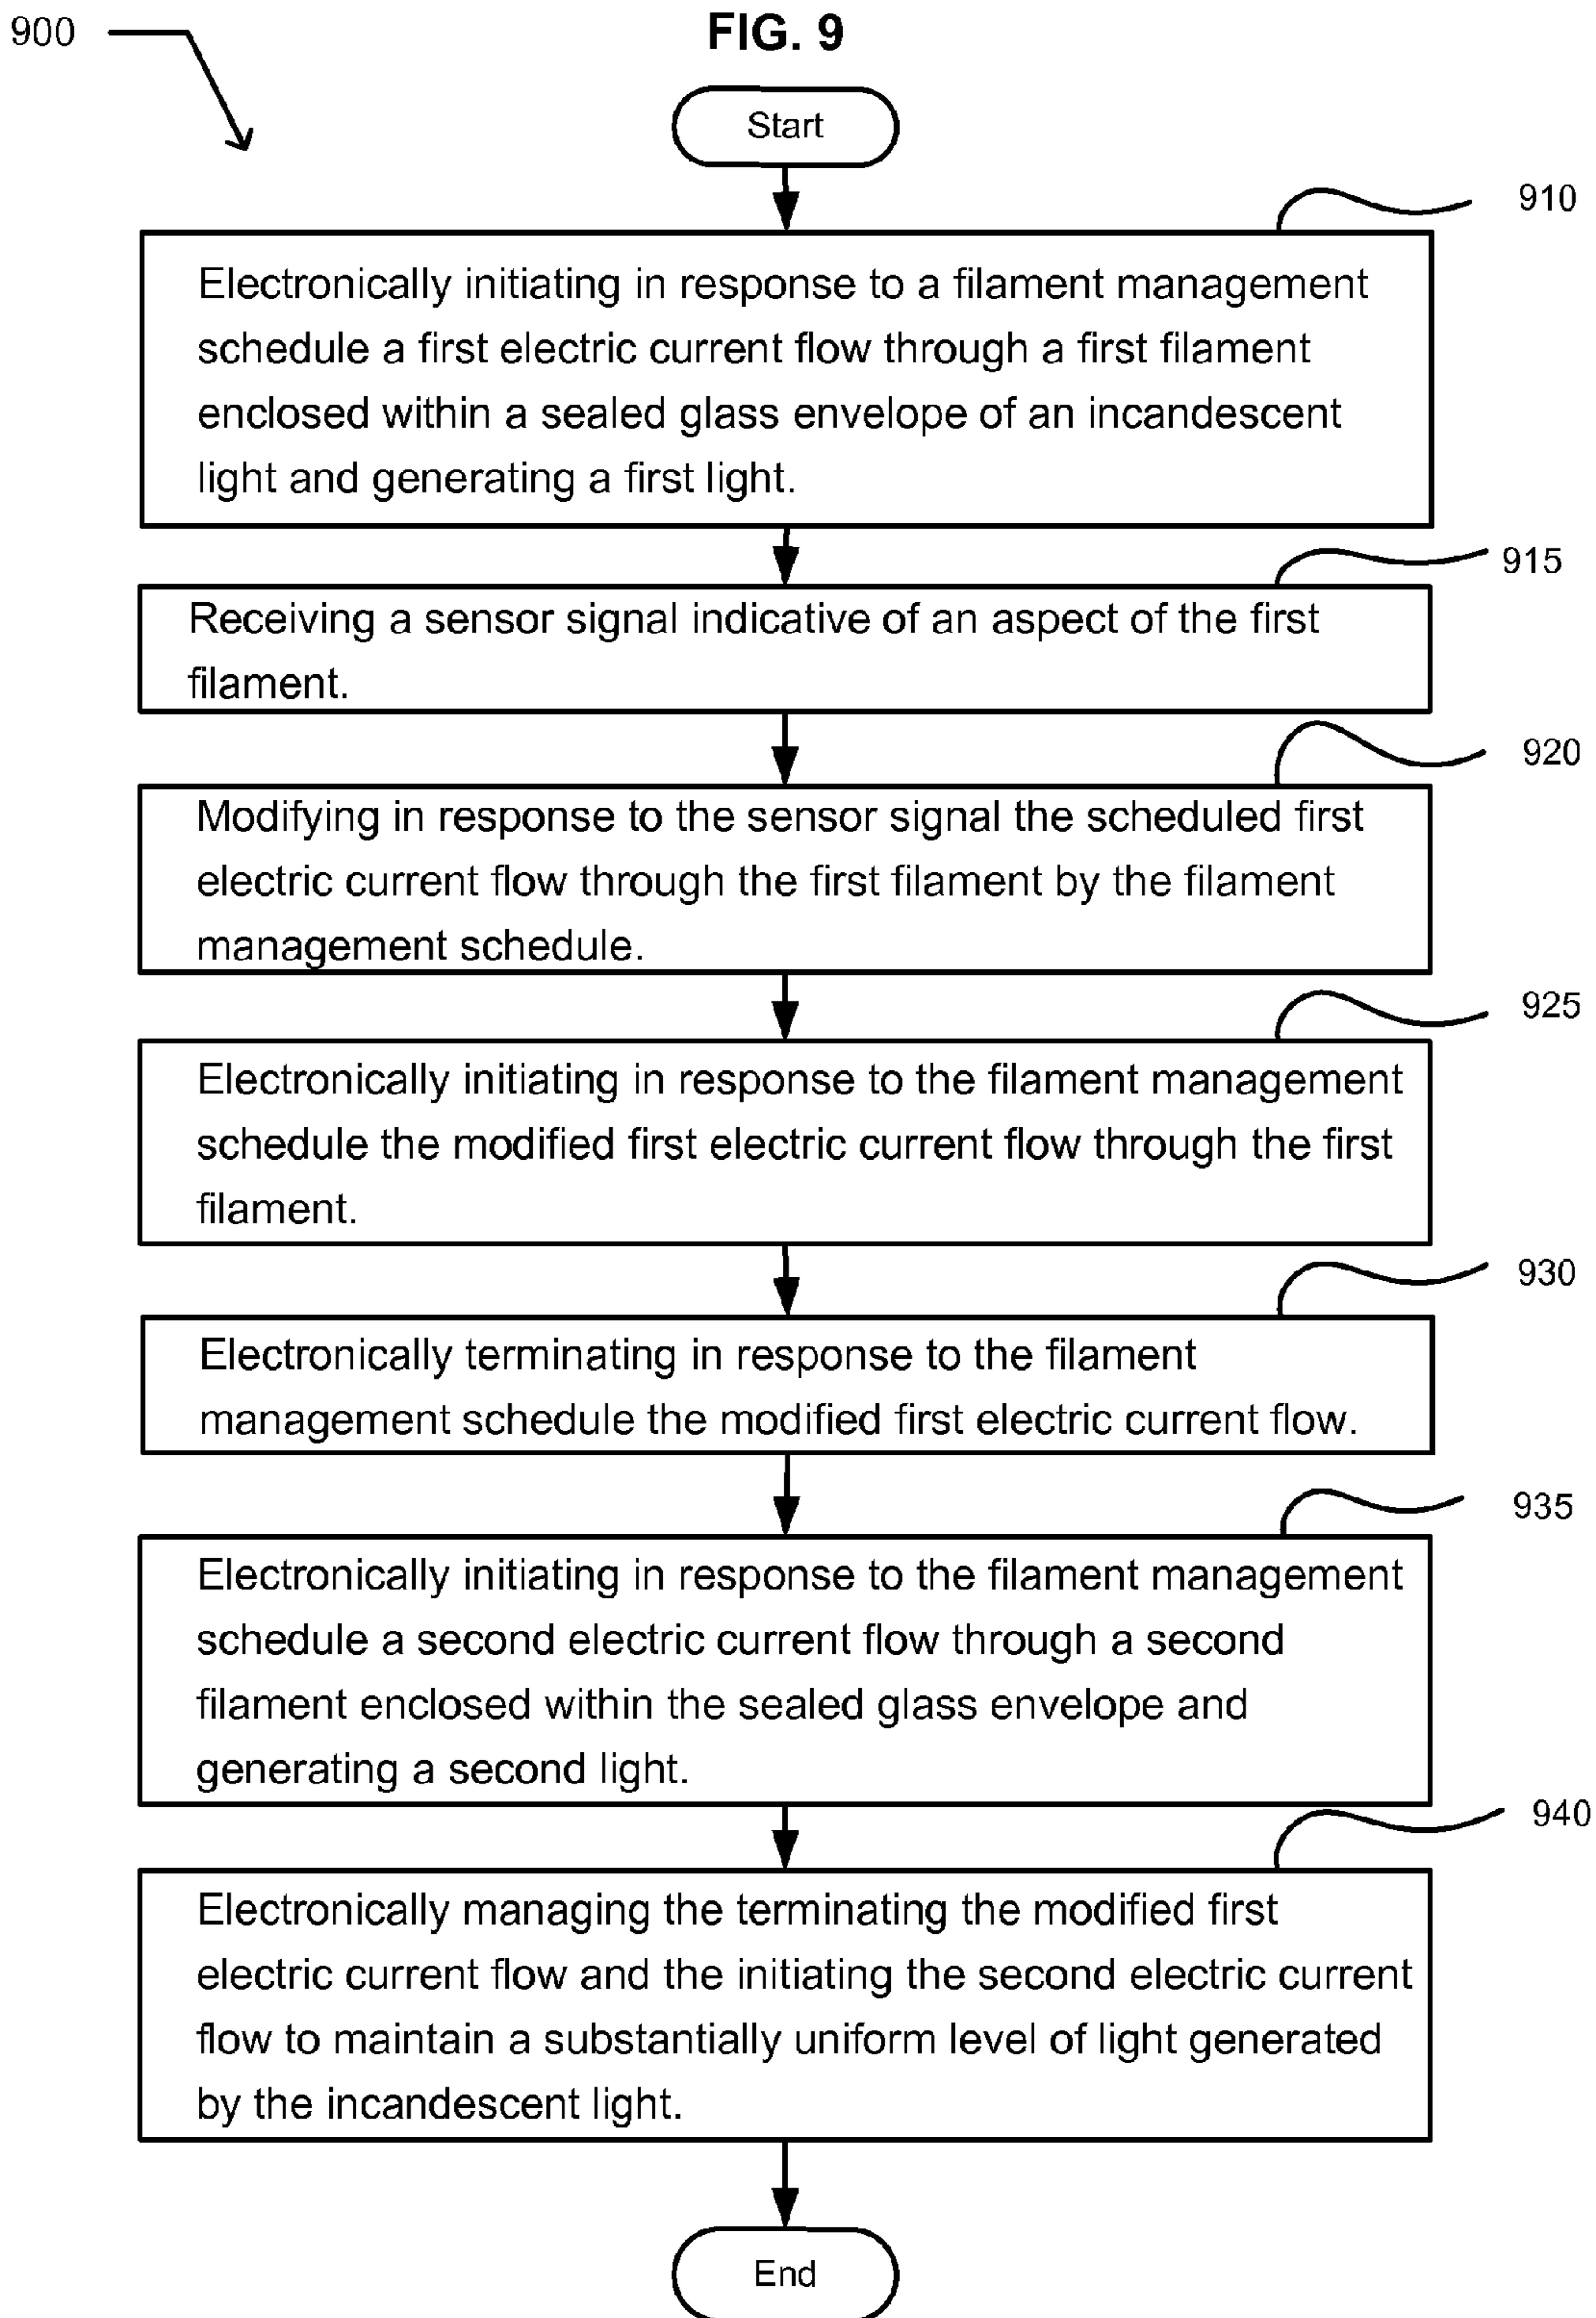 900
FIG. 9
Start
910
Electronically initiating in response to a filament management
schedule a first electric current flow through a first filament
enclosed within a sealed glass envelope of an incandescent
light and generating a first light.
915
Receiving a sensor signal indicative of an aspect of the first
filament.
920
Modifying in response to the sensor signal the scheduled first
electric current flow through the first filament by the filament
management schedule.
925
Electronically initiating in response to the filament management
schedule the modified first electric current flow through the first
filament.
930
Electronically terminating in response to the filament
management schedule the modified first electric current flow.
935
Electronically initiating in response to the filament management
schedule a second electric current flow through a second
filament enclosed within the sealed glass envelope and
generating a second light.
940
Electronically managing the terminating the modified first
electric current flow and the initiating the second electric current
flow to maintain a substantially uniform level of light generated
by the incandescent light.
End